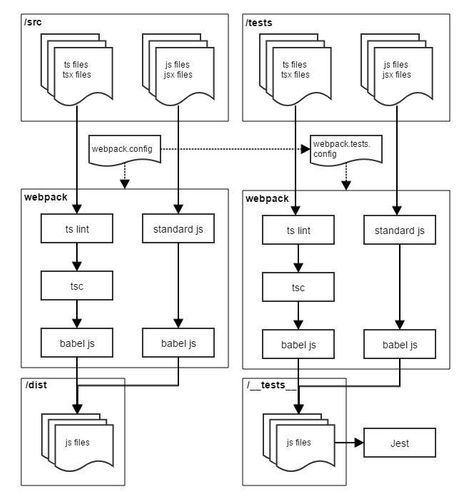 /src
ts files
tsx files
js files
jsx files
/tests
ts files
tsx files
js files
jsx files
webpack.config
webpack.tests.
config
webpack
ts lint
standard js
tsc
babel js
babel js
webpack
ts lint
standard js
tsc
babel js
babel js
/dist
js files
/__tests__
js files
Jest